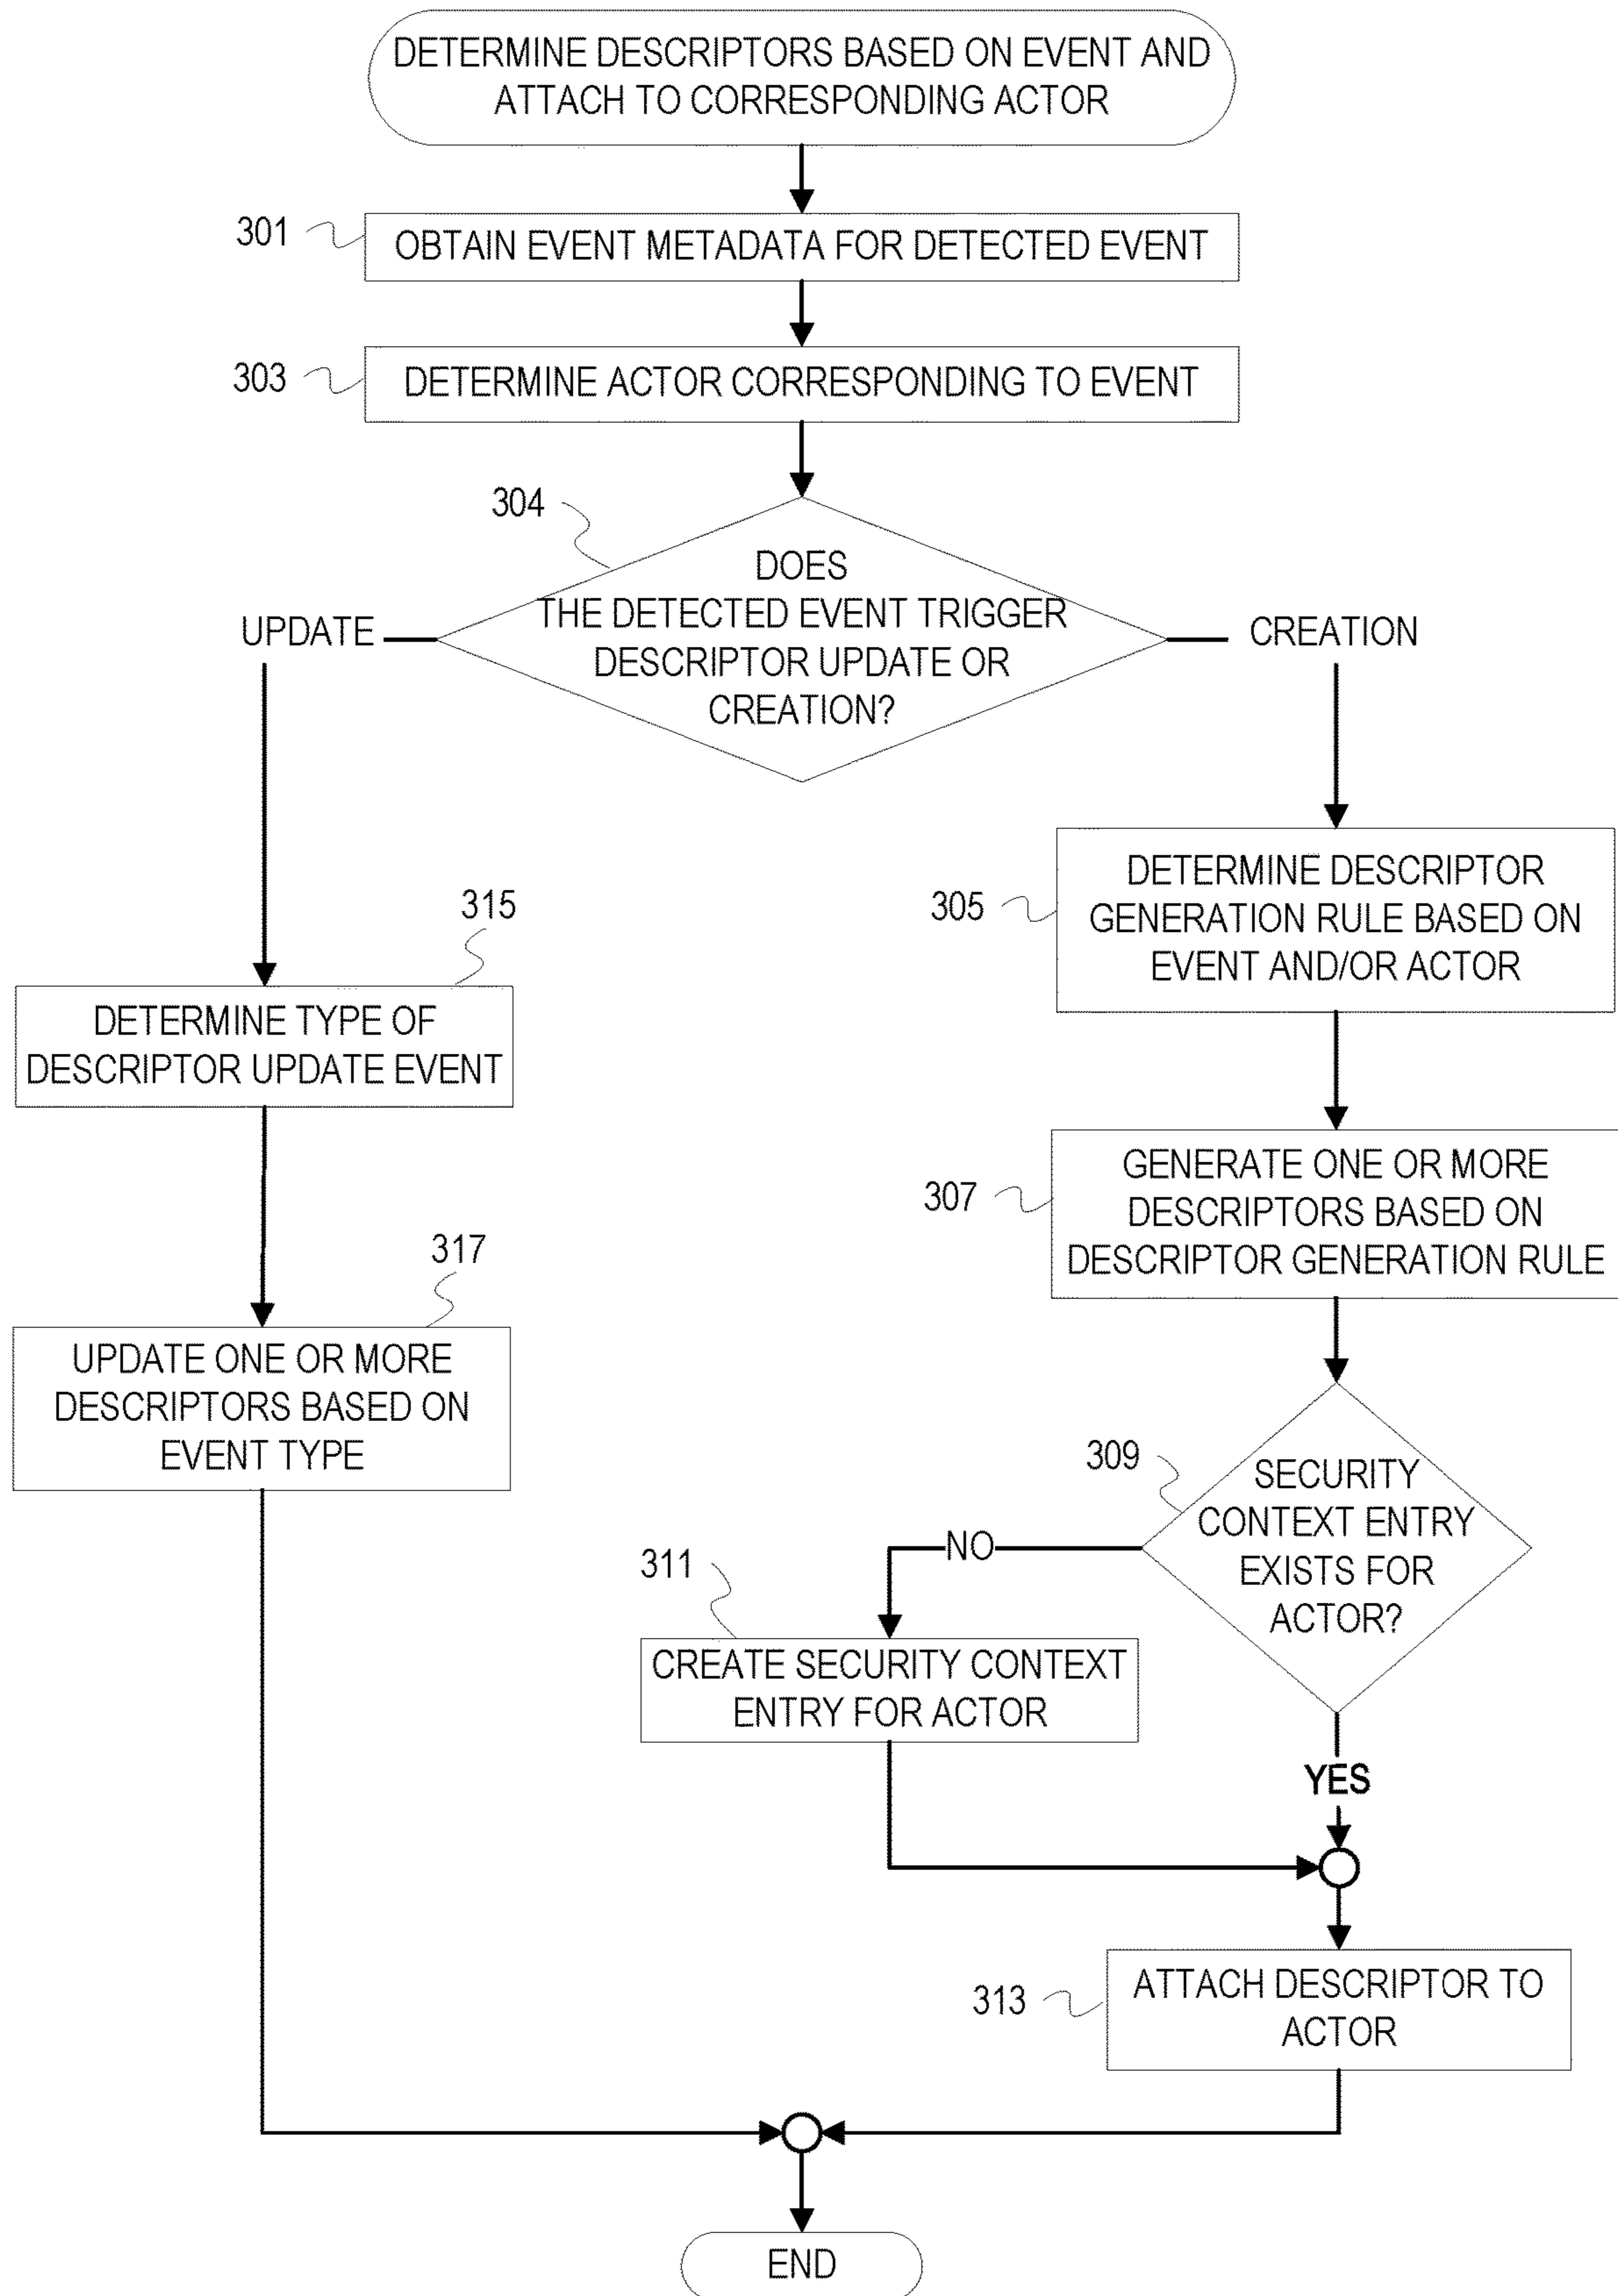 DETERMINE DESCRIPTORS BASED ON EVENT AND
ATTACH TO CORRESPONDING ACTOR
301
OBTAIN EVENT METADATA FOR DETECTED EVENT
303
DETERMINE ACTOR CORRESPONDING TO EVENT
304
DOES
THE DETECTED EVENT TRIGGER
DESCRIPTOR UPDATE OR
CREATION?
UPDATE
CREATION
305
DETERMINE DESCRIPTOR
GENERATION RULE BASED ON
EVENT AND/OR ACTOR
315
DETERMINE TYPE OF
DESCRIPTOR UPDATE EVENT
307
GENERATE ONE OR MORE
DESCRIPTORS BASED ON
DESCRIPTOR GENERATION RULE
317
UPDATE ONE OR MORE
DESCRIPTORS BASED ON
EVENT TYPE
309
SECURITY
CONTEXT ENTRY
EXISTS FOR
ACTOR?
NO
311
CREATE SECURITY CONTEXT
ENTRY FOR ACTOR
YES
313
ATTACH DESCRIPTOR TO
ACTOR
END